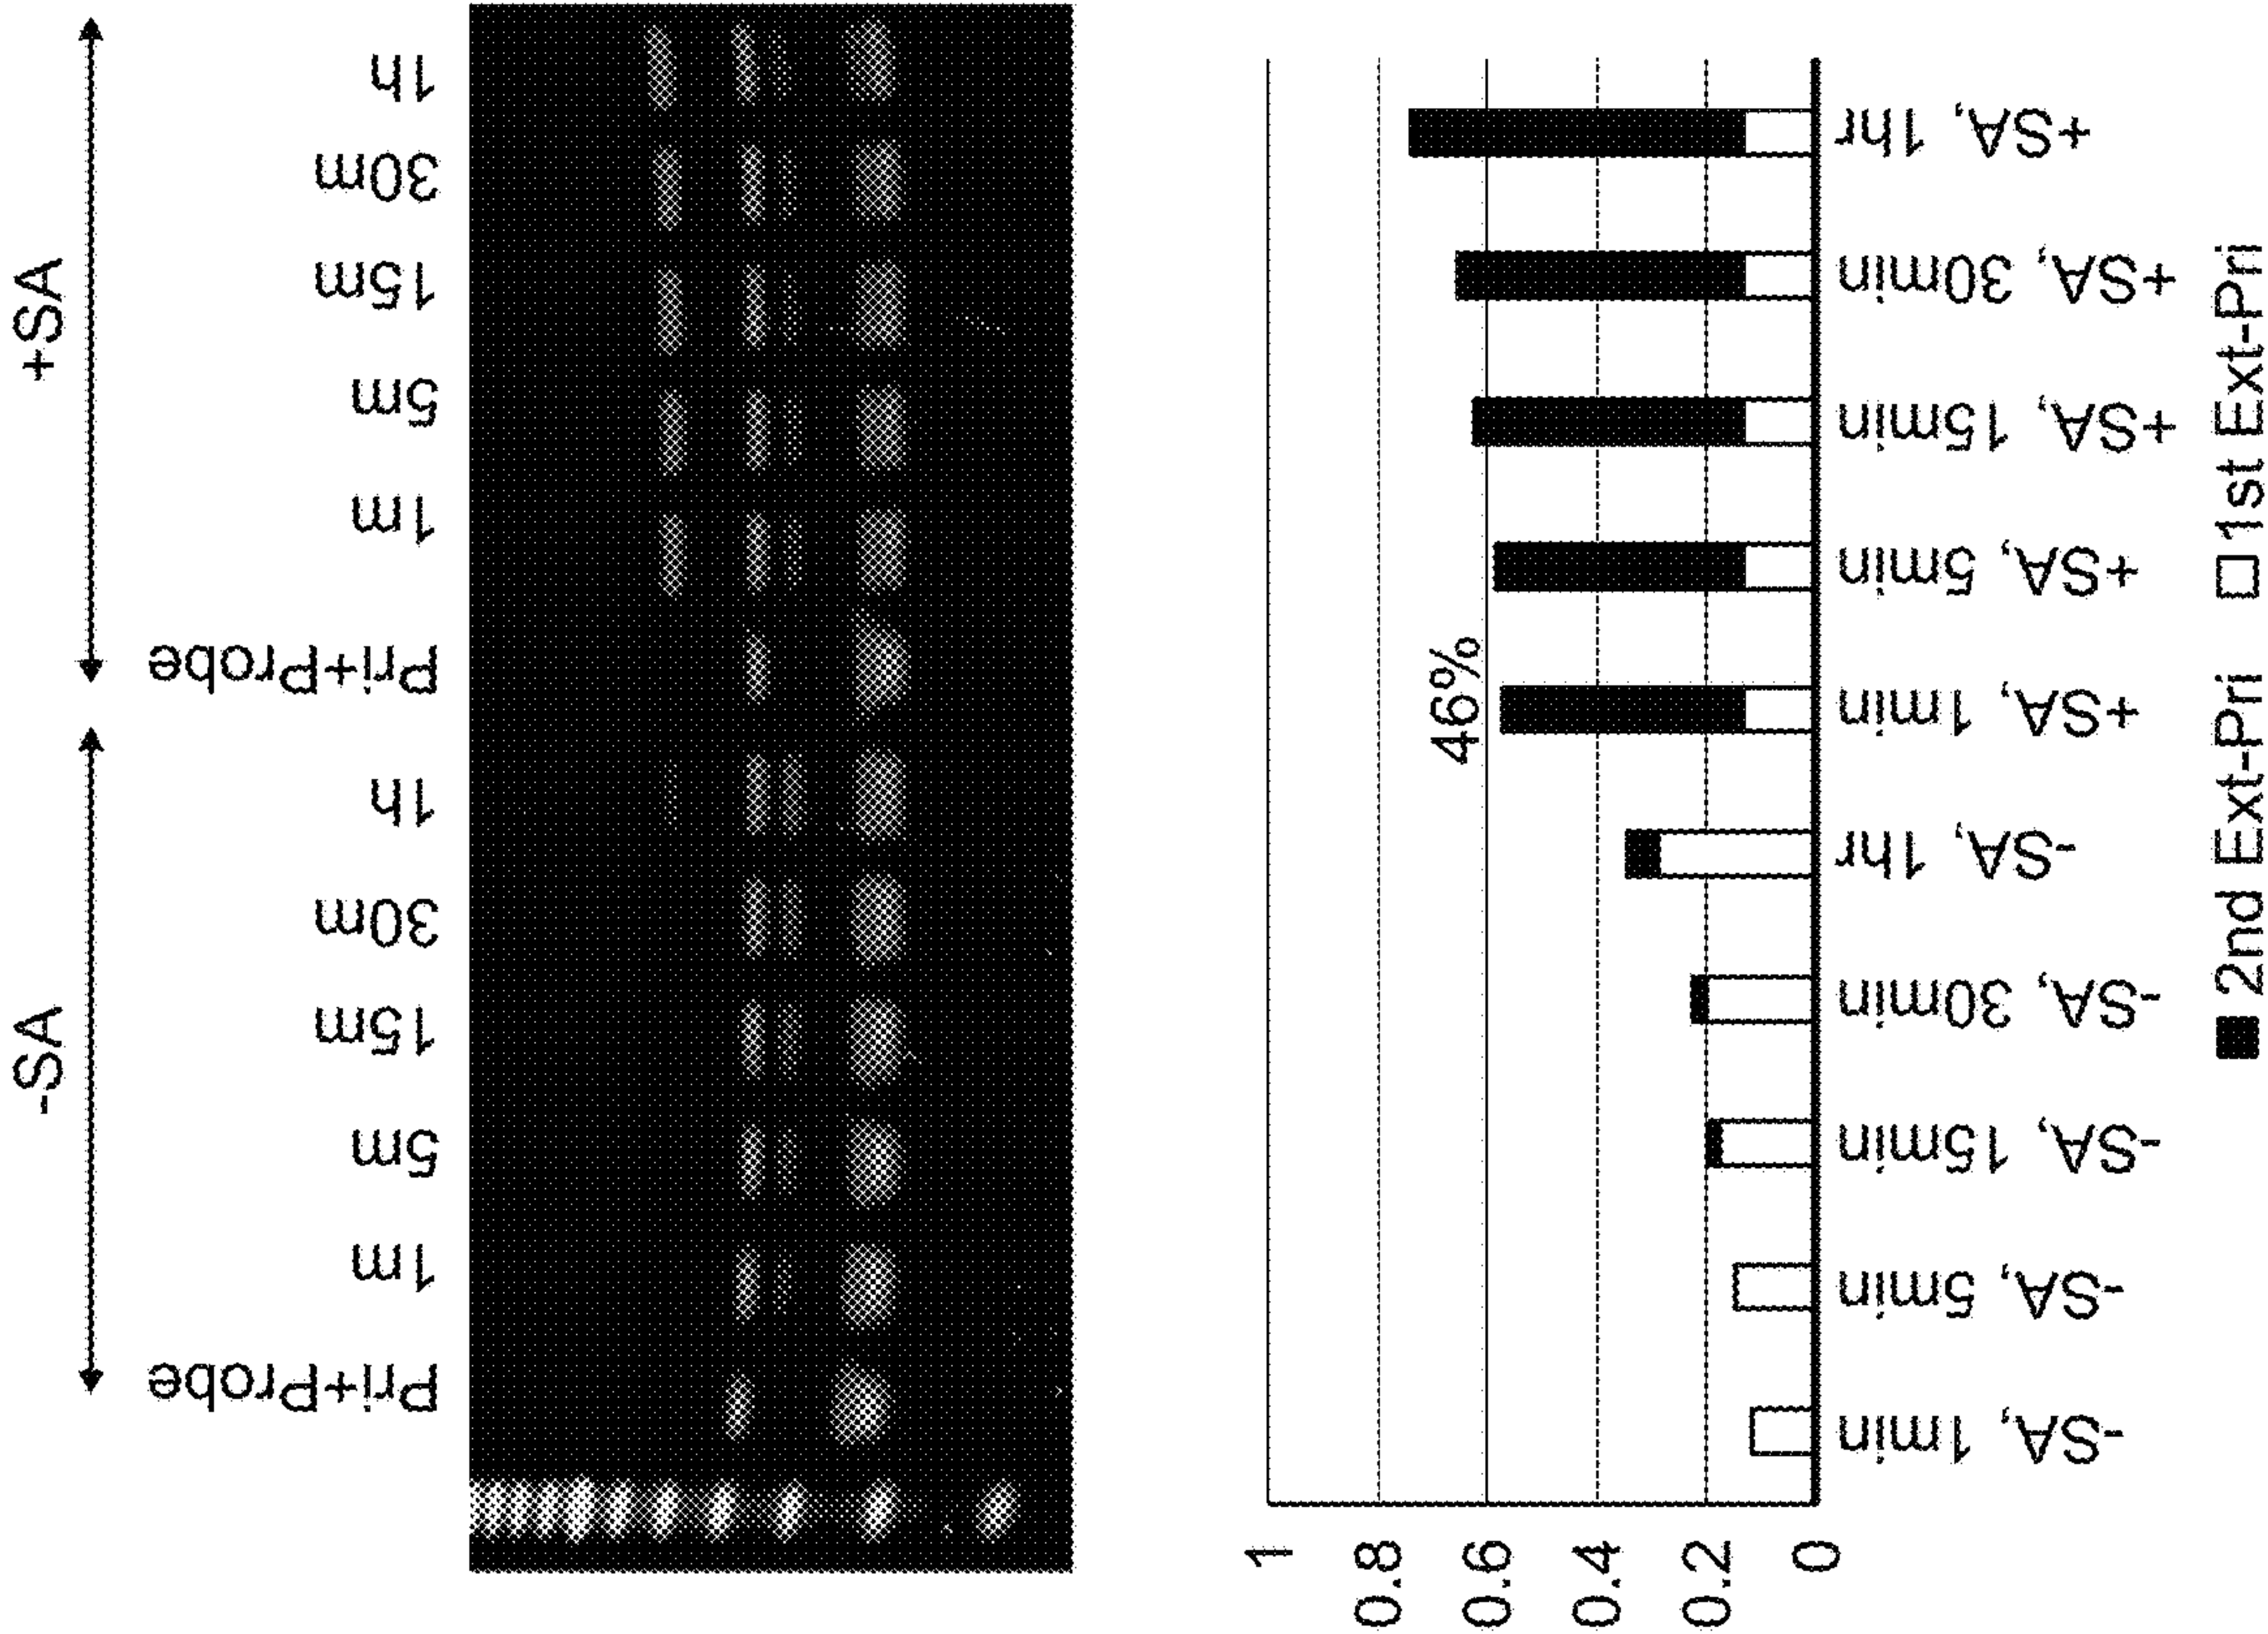 -SA
+SA
Pri+Probe
1m
5m
15m
30m
1h
Pri+Probe
1m
5m
15m
30m
1h
1
0.8
0.6
0.4
0.2
0
46%
-SA, 1min
-SA, 5min
-SA, 15min
-SA, 30min
-SA, 1hr
+SA, 1min
+SA, 5min
+SA, 15min
+SA, 30min
+SA, 1hr
2nd Ext-Pri
1st Ext-Pri